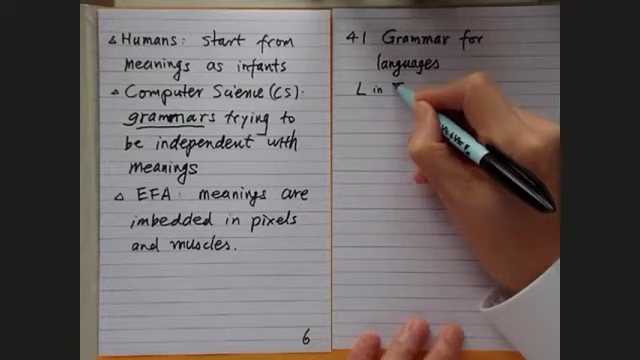 ▵ Humans: start from
meanings as infants
▵ Computer Science (CS):
grammars trying to
be independent with
meanings
▵ EFA: meanings are
imbedded in pixels
and muscles.
6
41 Grammar for
languages
L in